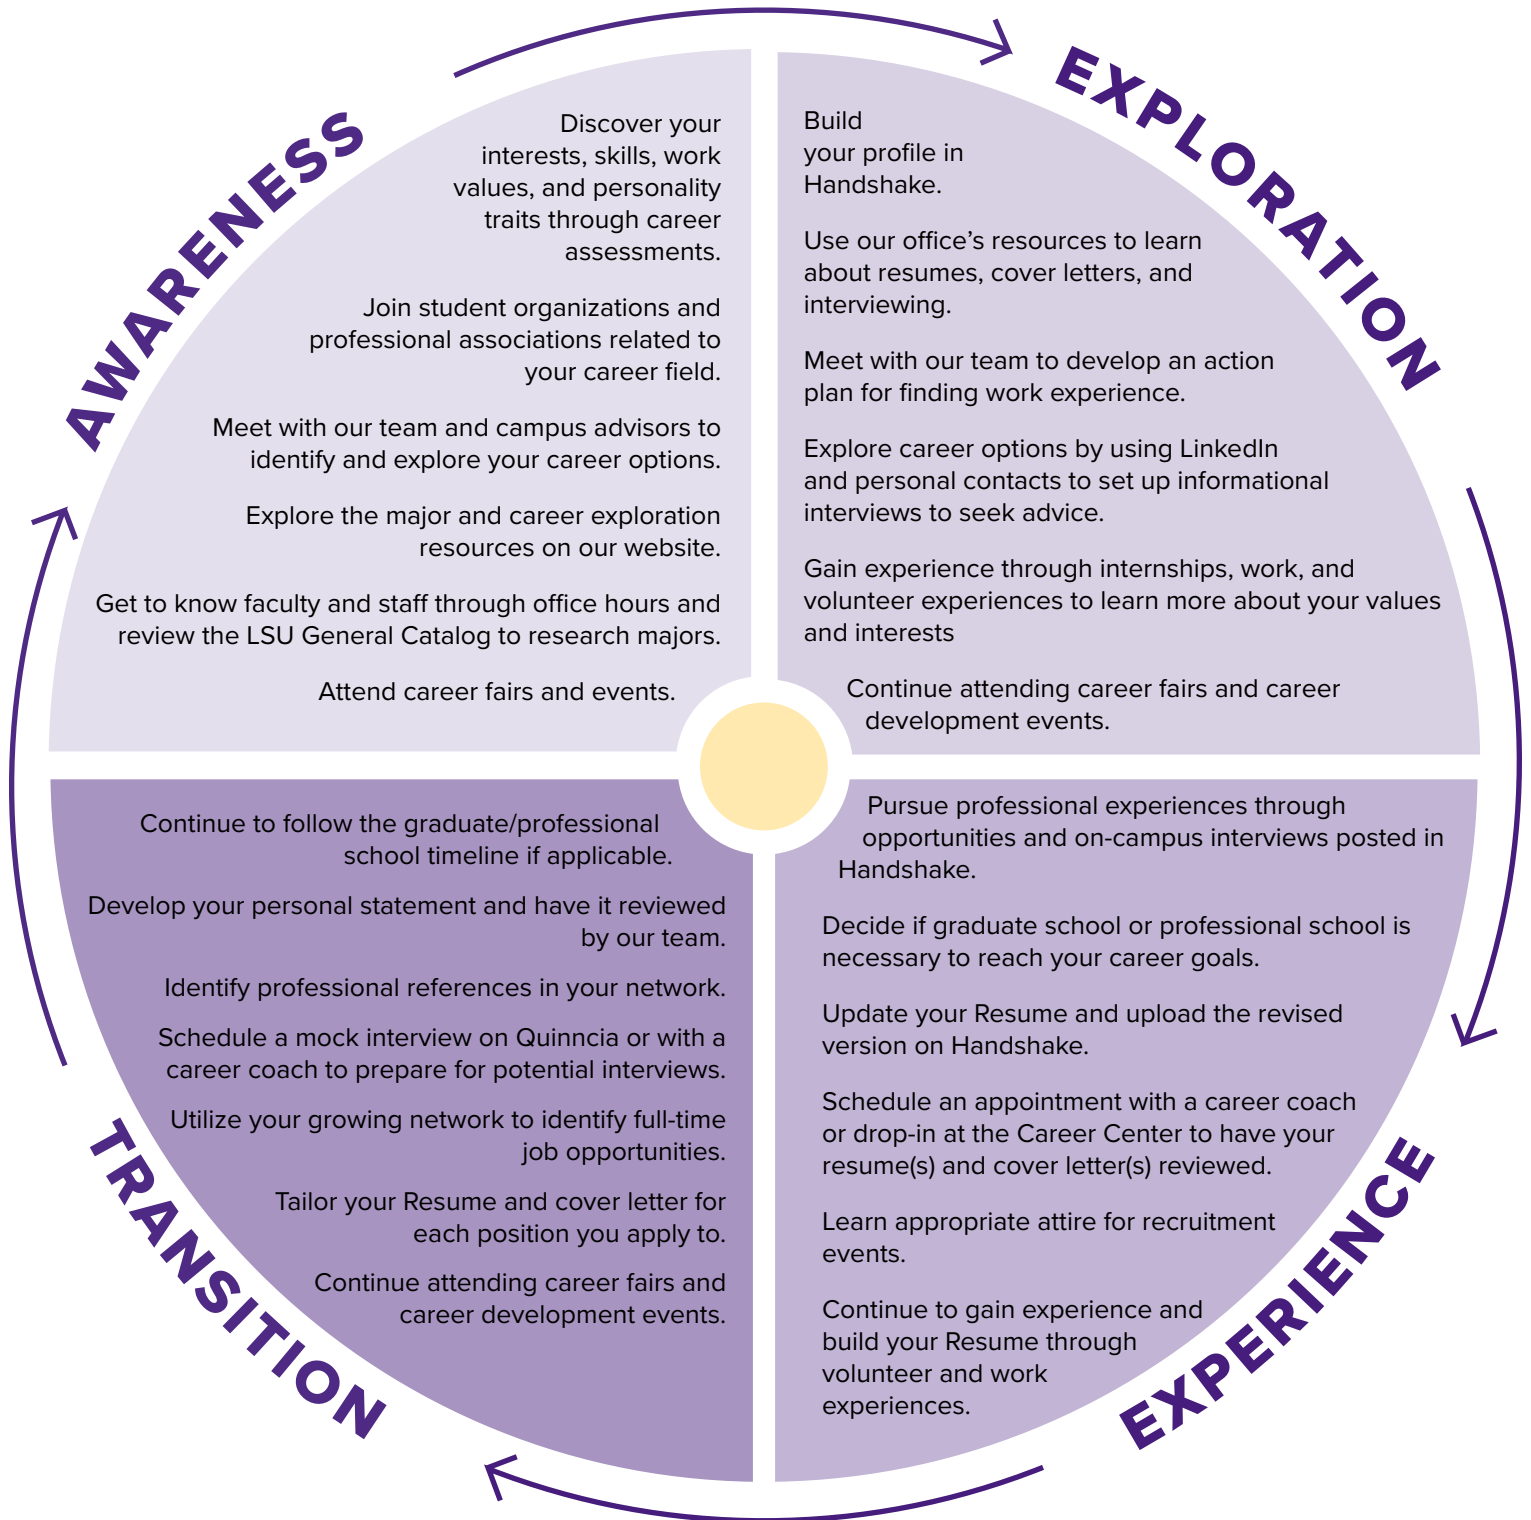 AWARENESS
Discover your
interests, skills, work
values, and personality
traits through career
assessments.
Join student organizations and
professional associations related to
your career field.
Meet with our team and campus advisors to
identify and explore your career options.
Explore the major and career exploration
resources on our website.
Get to know faculty and staff through office hours and
review the LSU General Catalog to research majors.
Attend career fairs and events.
EXPLORATION
Build
your profile in
Handshake.
Use our office’s resources to learn
about resumes, cover letters, and
interviewing.
Meet with our team to develop an action
plan for finding work experience.
Explore career options by using LinkedIn
and personal contacts to set up informational
interviews to seek advice.
Gain experience through internships, work, and
volunteer experiences to learn more about your values
and interests
Continue attending career fairs and career
development events.
EXPERIENCE
Pursue professional experiences through
opportunities and on-campus interviews posted in
Handshake.
Decide if graduate school or professional school is
necessary to reach your career goals.
Update your Resume and upload the revised
version on Handshake.
Schedule an appointment with a career coach
or drop-in at the Career Center to have your
resume(s) and cover letter(s) reviewed.
Learn appropriate attire for recruitment
events.
Continue to gain experience and
build your Resume through
volunteer and work
experiences.
TRANSITION
Continue to follow the graduate/professional
school timeline if applicable.
Develop your personal statement and have it reviewed
by our team.
Identify professional references in your network.
Schedule a mock interview on Quinncia or with a
career coach to prepare for potential interviews.
Utilize your growing network to identify full-time
job opportunities.
Tailor your Resume and cover letter for
each position you apply to.
Continue attending career fairs and
career development events.